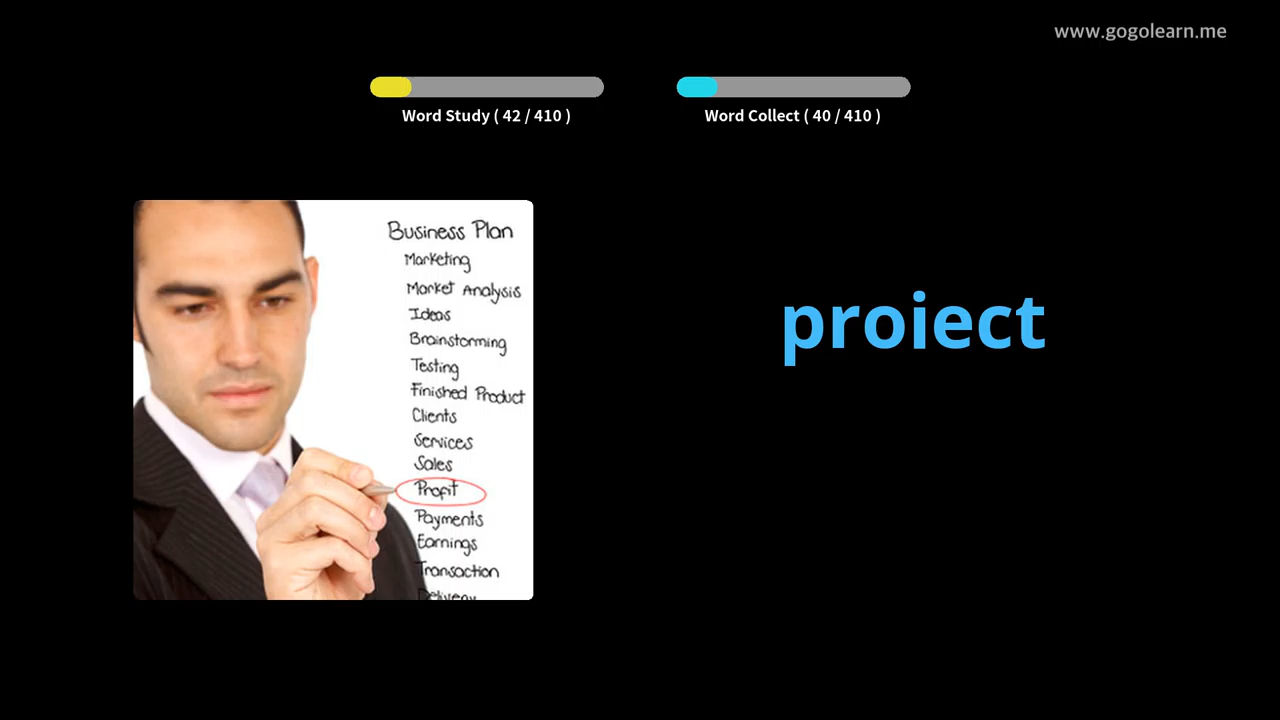 www.gogolearn.me
Word Study ( 42 / 410 )
Word Collect ( 40 / 410 )
Business Plan
Marketing
Market Analysis
Ideas
Brainstorming
Testing
Finished Product
Clients
Services
Sales
Profit
Payments
Earnings
Transaction
Delivery
proiect